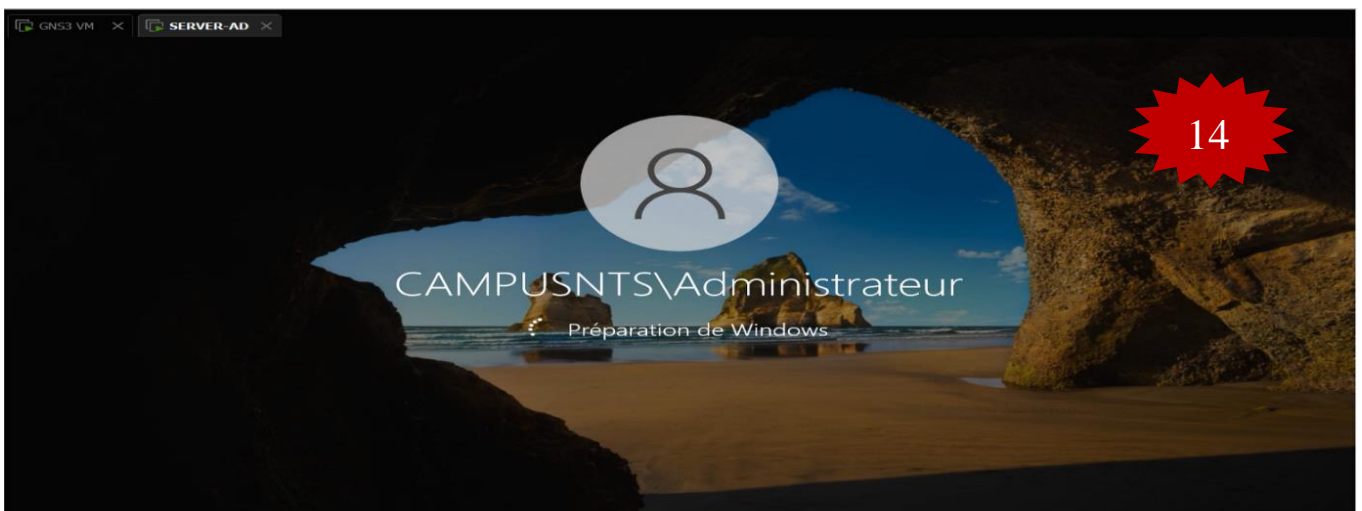 GNS3 VM SERVER-AD
14
CAMPUSNTS\Administrateur
Préparation de Windows